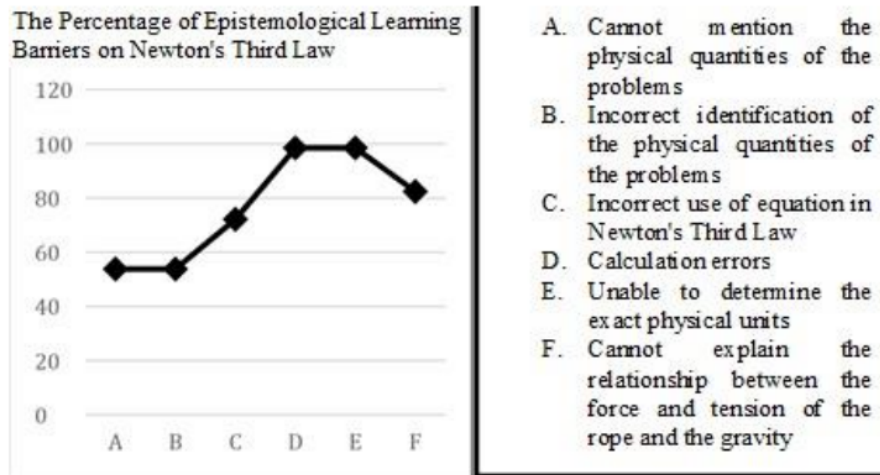 The Percentage of Epistemological Learning
Barriers on Newton's Third Law
120
100
80
60
40
20
0
A B C D E F
A. Cannot mention the
physical quantities of the
problems
B. Incorrect identification of
the physical quantities of
the problems
C. Incorrect use of equation in
Newton's Third Law
D. Calculation errors
E. Unable to determine the
exact physical units
F. Cannot explain the
relationship between the
force and tension of the
rope and the gravity